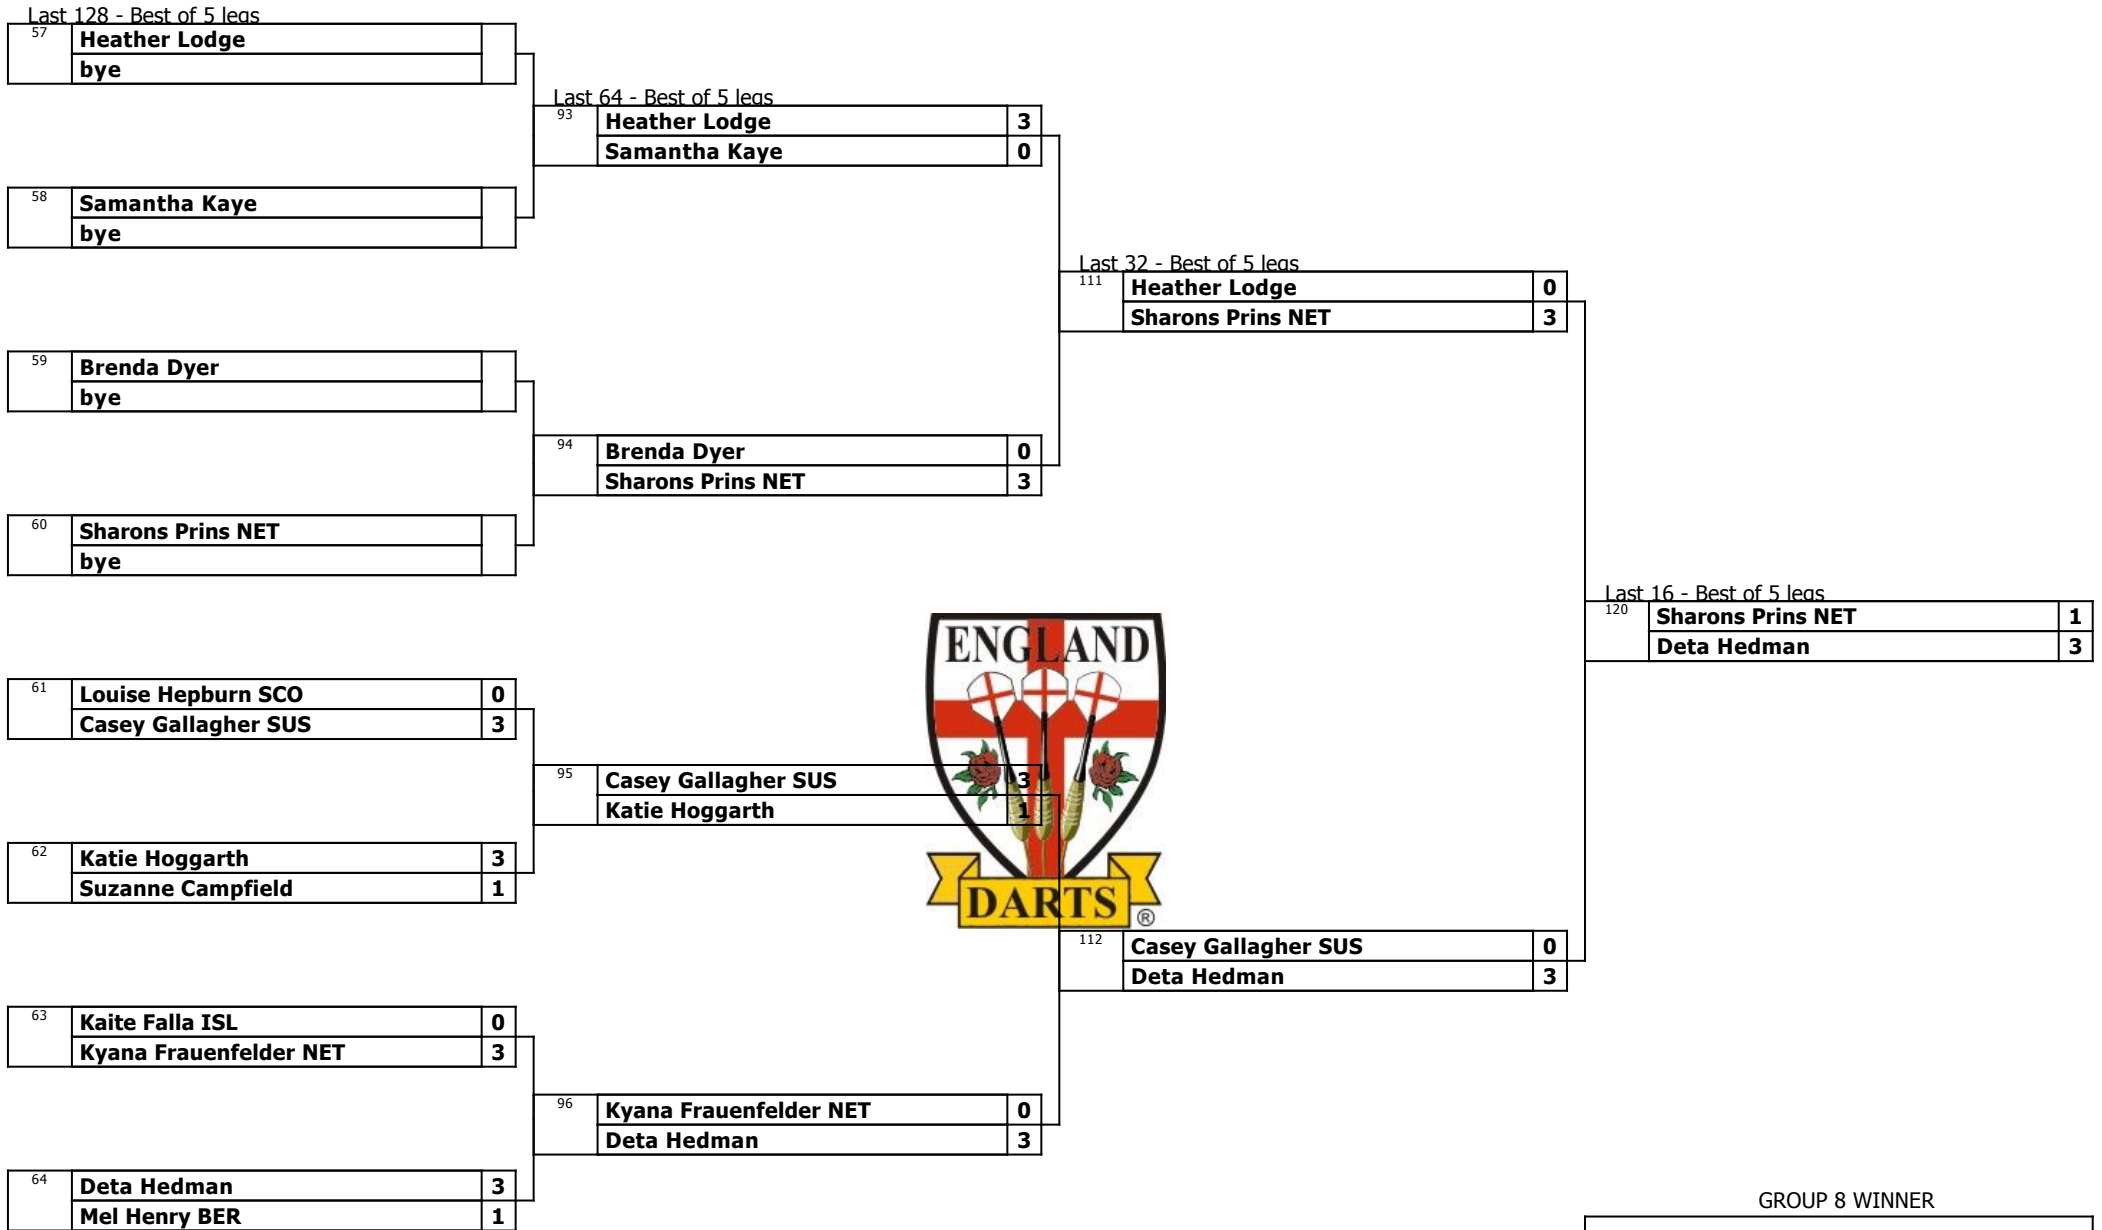 Last 128 - Best of 5 legs
57 Heather Lodge
bye
58 Samantha Kaye
bye
59 Brenda Dyer
bye
60 Sharons Prins NET
bye
61 Louise Hepburn SCO 0
Casey Gallagher SUS 3
62 Katie Hoggarth 3
Suzanne Campfield 1
63 Kaite Falla ISL 0
Kyana Frauenfelder NET 3
64 Deta Hedman 3
Mel Henry BER 1
Last 64 - Best of 5 legs
93 Heather Lodge 3
Samantha Kaye 0
94 Brenda Dyer 0
Sharons Prins NET 3
95 Casey Gallagher SUS 3
Katie Hoggarth 1
96 Kyana Frauenfelder NET 0
Deta Hedman 3
ENGLAND
DARTS ®
Last 32 - Best of 5 legs
111 Heather Lodge 0
Sharons Prins NET 3
112 Casey Gallagher SUS 0
Deta Hedman 3
Last 16 - Best of 5 legs
120 Sharons Prins NET 1
Deta Hedman 3
GROUP 8 WINNER